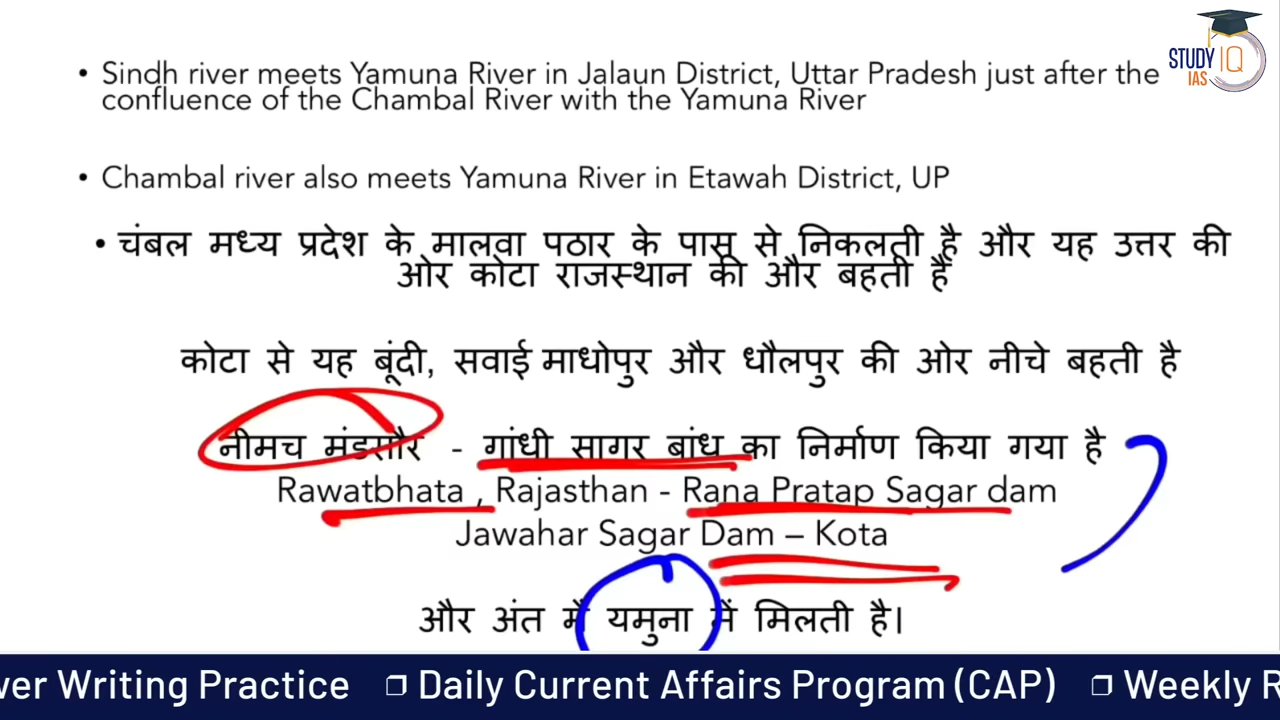 STUDY IQ
IAS
• Sindh river meets Yamuna River in Jalaun District, Uttar Pradesh just after the
confluence of the Chambal River with the Yamuna River
• Chambal river also meets Yamuna River in Etawah District, UP
• चंबल मध्य प्रदेश के मालवा पठार के पास से निकलती है और यह उत्तर की
ओर कोटा राजस्थान की और बहती है
कोटा से यह बूंदी, सवाई माधोपुर और धौलपुर की ओर नीचे बहती है
नीमच मंडसौर - गांधी सागर बांध का निर्माण किया गया है
Rawatbhata , Rajasthan - Rana Pratap Sagar dam
Jawahar Sagar Dam – Kota
और अंत में यमुना में मिलती है।
wer Writing Practice ❒ Daily Current Affairs Program (CAP) ❒ Weekly R